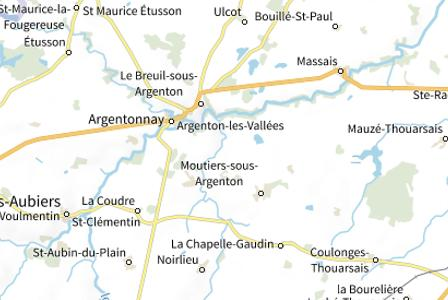 St-Maurice-la-
Fougereuse
St Maurice Étusson
Étusson
Ulcot
Bouillé-St-Paul
Massais
Le Breuil-sous-
Argenton
Ste-Ra
Argentonnay
Argenton-les-Vallées
Mauzé-Thouarsais
Moutiers-sous-
Argenton
s-Aubiers
Voulmentin
La Coudre
St-Clémentin
St-Aubin-du-Plain
La Chapelle-Gaudin
Noirlieu
Coulonges-
Thouarsais
la Bourelière